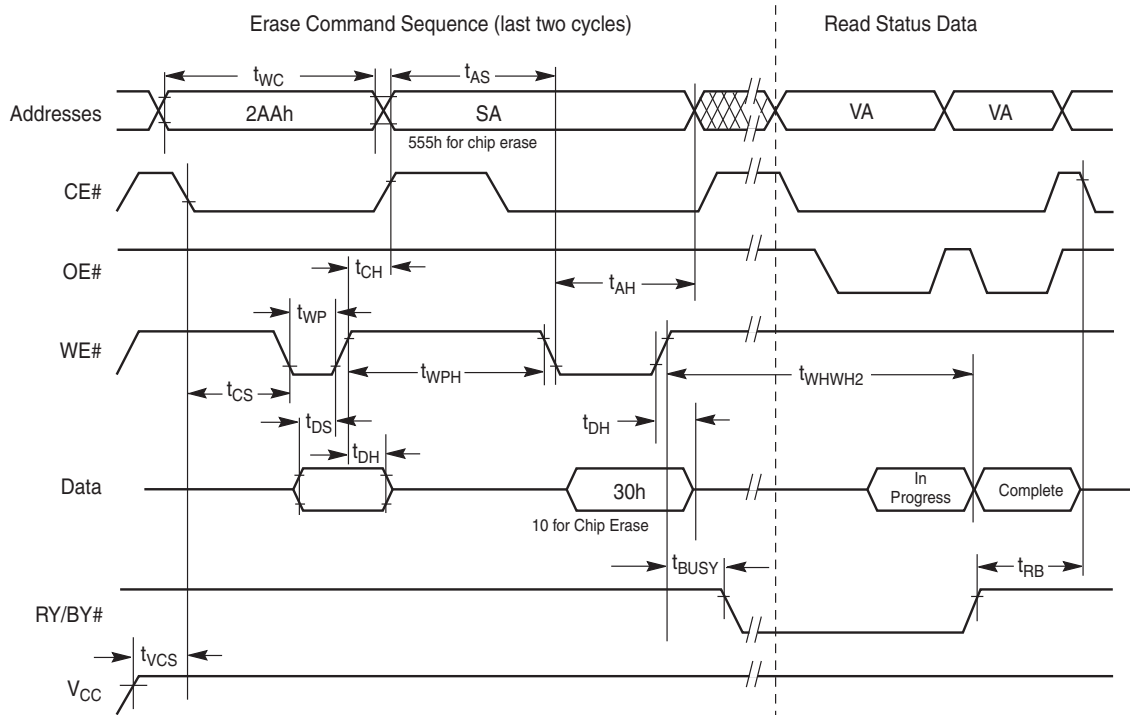 Erase Command Sequence (last two cycles) Read Status Data
tWC tAS
Addresses 2AAh SA VA VA
555h for chip erase
CE#
OE# tCH tAH
tWP
WE#
tWPH tWHWH2
tCS
tDS tDH
tDH
Data 30h In Progress Complete
10 for Chip Erase
tBUSY tRB
RY/BY#
tVCS
VCC